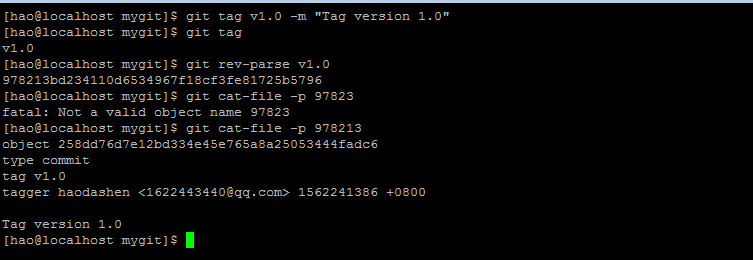 [hao@localhost mygit]$ git tag v1.0 -m "Tag version 1.0"
[hao@localhost mygit]$ git tag
v1.0
[hao@localhost mygit]$ git rev-parse v1.0
978213bd234110d6534967f18cf3fe81725b5796
[hao@localhost mygit]$ git cat-file -p 97823
fatal: Not a valid object name 97823
[hao@localhost mygit]$ git cat-file -p 978213
object 258dd76d7e12bd334e45e765a8a25053444fadc6
type commit
tag v1.0
tagger haodashen <1622443440@qq.com> 1562241386 +0800

Tag version 1.0
[hao@localhost mygit]$